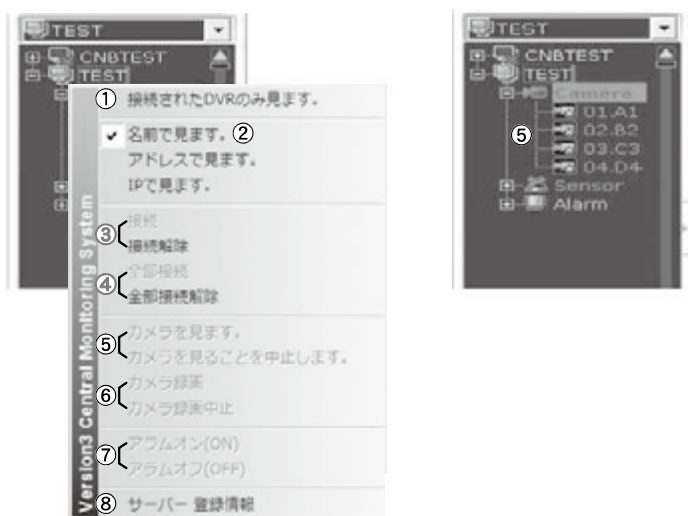 TEST
CNBTEST
TEST
① 接続されたDVRのみ見ます。
✔ 名前で見ます。②
アドレスで見ます。
IPで見ます。
③
接続
接続解除
④
全部接続
全部接続解除
⑤
カメラを見ます。
カメラを見ることを中止します。
⑥
カメラ録画
カメラ録画中止
⑦
アラムオン(ON)
アラムオフ(OFF)
⑧ サーバー 登録情報
Version3 Central Monitoring System
TEST
CNBTEST
TEST
Camera
⑤
01.A1
02.B2
03.C3
04.D4
Sensor
Alarm